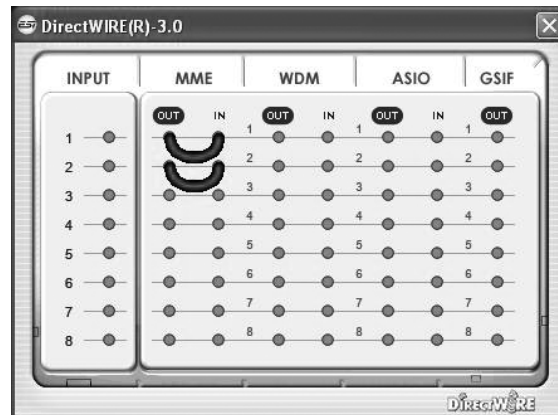 ESI DirectWIRE(R)-3.0
INPUT MME WDM ASIO GSIF
OUT IN OUT IN OUT IN OUT
1 1 1 1
2 2 2 2
3 3 3 3
4 4 4 4
5 5 5 5
6 6 6 6
7 7 7 7
8 8 8 8
DIRECTWIRE